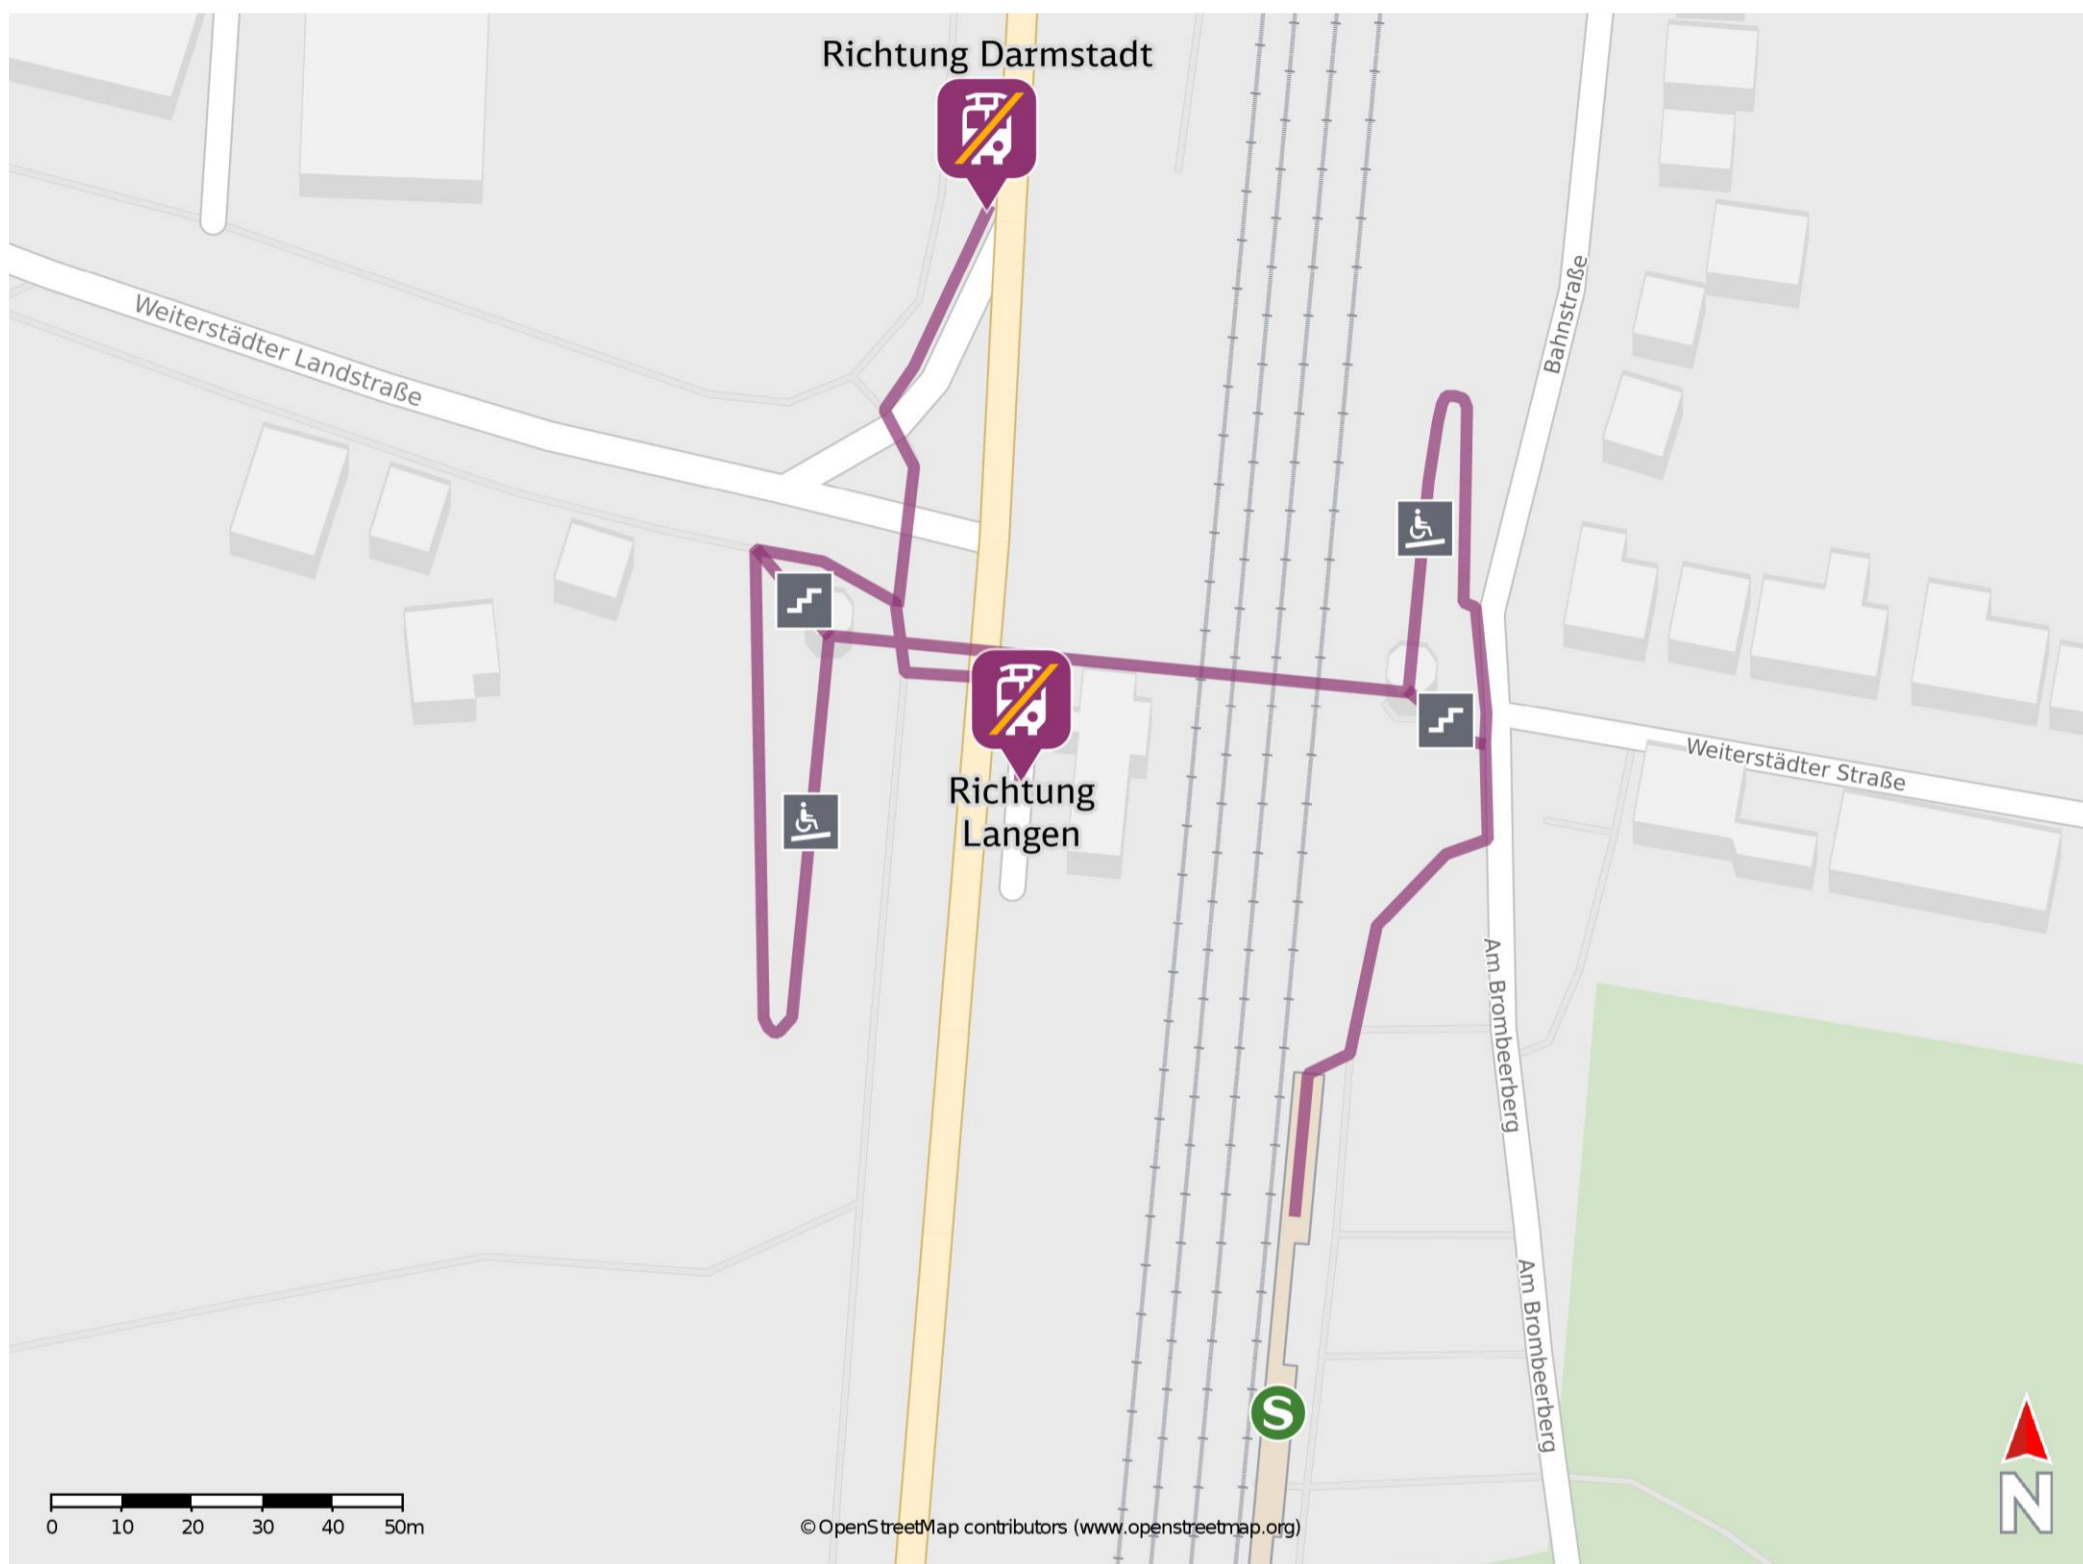 Richtung Darmstadt
Weiterstädter Landstraße
Bahnstraße
Richtung
Langen
Weiterstädter Straße
Am Brombeerberg
Am Brombeerberg
S
0 10 20 30 40 50m
© OpenStreetMap contributors (www.openstreetmap.org)
N